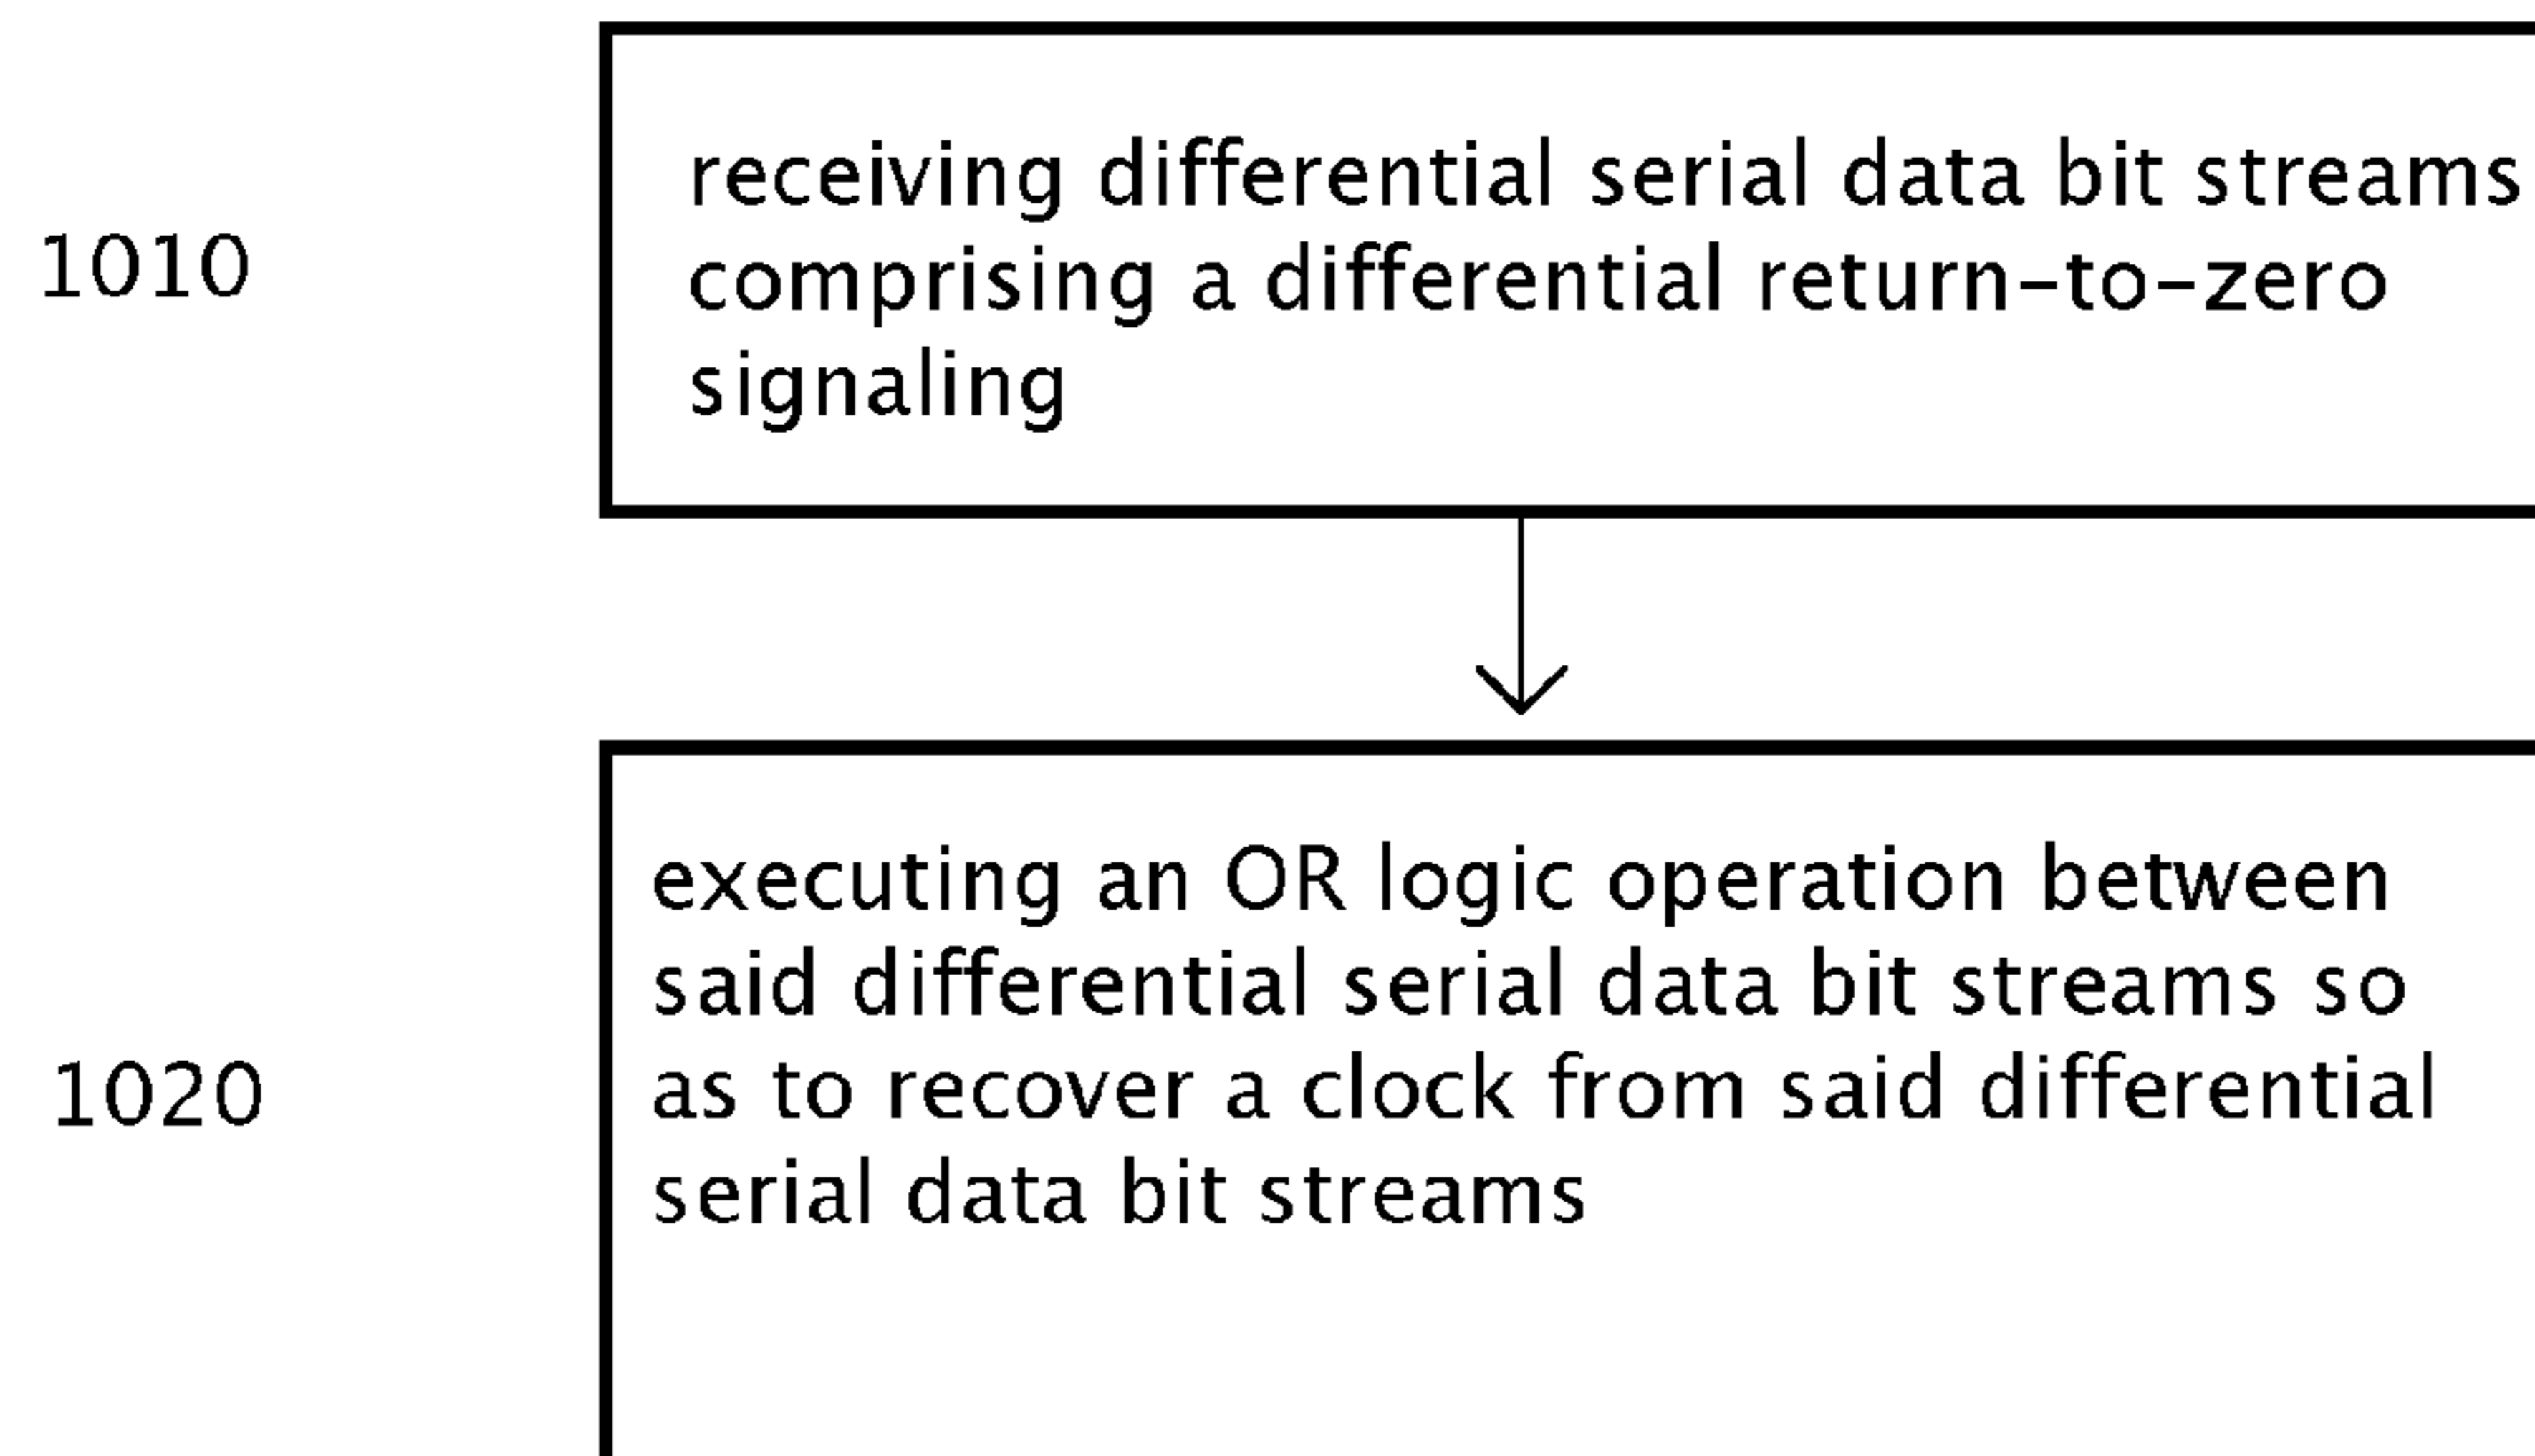 1010
receiving differential serial data bit streams
comprising a differential return-to-zero
signaling
1020
executing an OR logic operation between
said differential serial data bit streams so
as to recover a clock from said differential
serial data bit streams